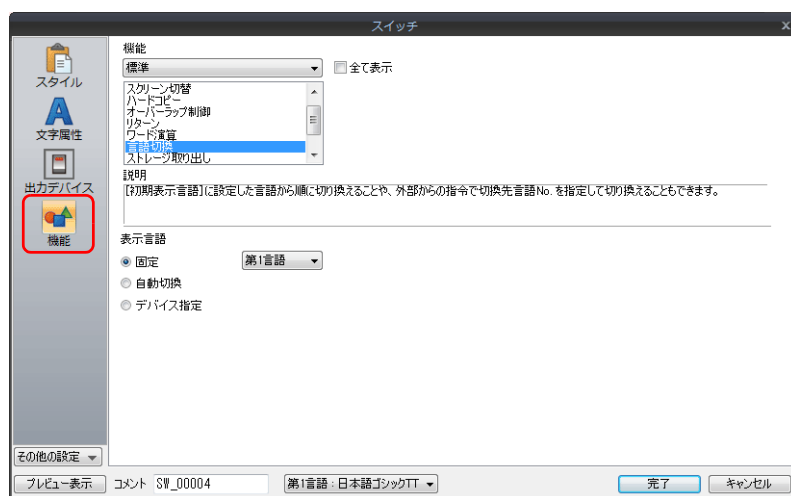 スイッチ
x
スタイル
文字属性
出力デバイス
機能
その他の設定
機能
標準
全て表示
スクリーン切替
ハードコピー
オーバーラップ制御
リターン
ワード演算
言語切換
ストレージ取り出し
説明
[初期表示言語]に設定した言語から順に切り換えることや、外部からの指令で切換先言語No. を指定して切り換えることもできます。
表示言語
固定
第1言語
自動切換
デバイス指定
プレビュー表示
コメント
SW_00004
第1言語 : 日本語ゴシックTT
完了
キャンセル